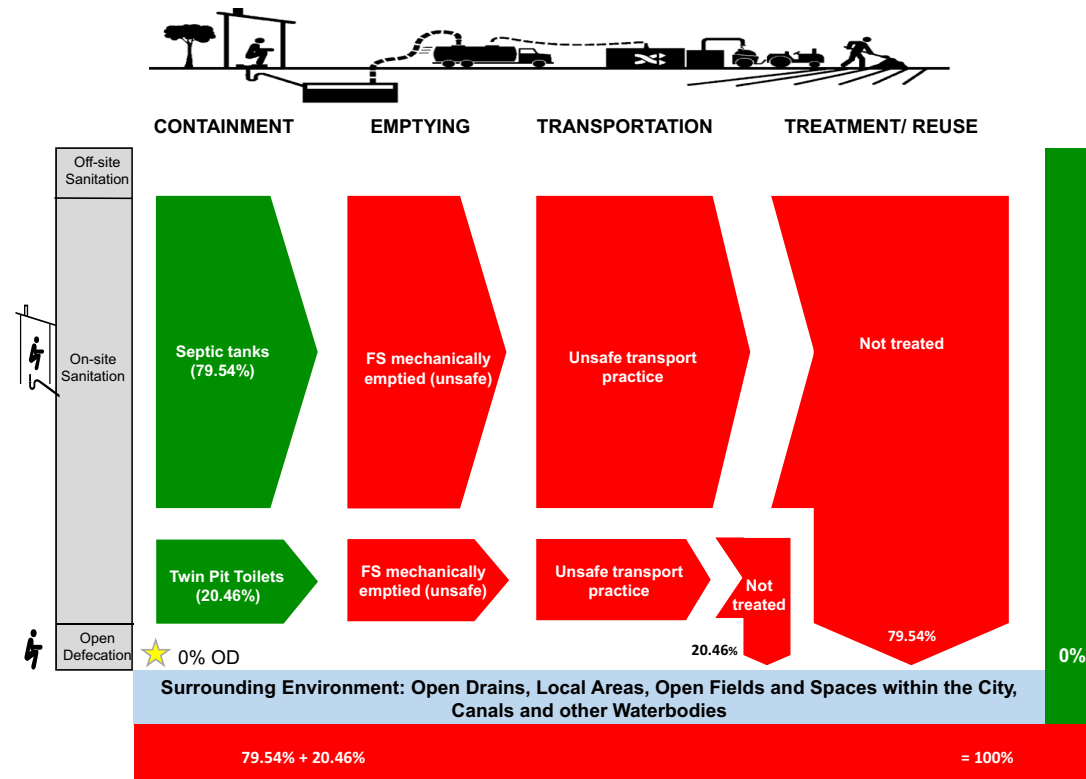 CONTAINMENT
EMPTYING
TRANSPORTATION
TREATMENT/ REUSE
Off-site
Sanitation
On-site
Sanitation
Septic tanks
(79.54%)
FS mechanically
emptied (unsafe)
Unsafe transport
practice
Not treated
Twin Pit Toilets
(20.46%)
FS mechanically
emptied (unsafe)
Unsafe transport
practice
Not
treated
Open
Defecation
0% OD
20.46%
79.54%
0%
Surrounding Environment: Open Drains, Local Areas, Open Fields and Spaces within the City,
Canals and other Waterbodies
79.54% + 20.46%
= 100%